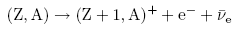 (Z,A) → (Z + 1,A)⁺ + e⁻ + ν̄ₑ